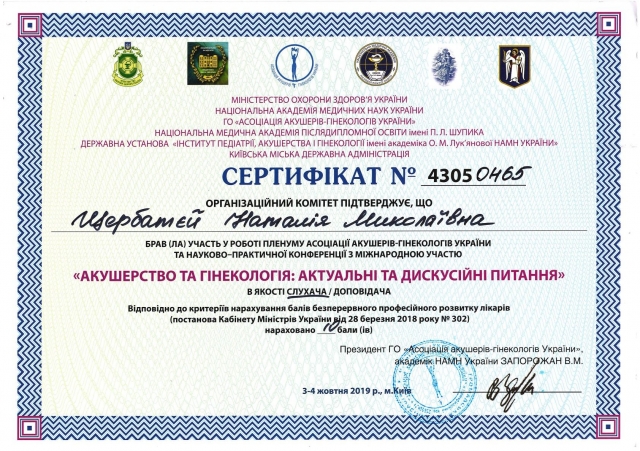 МІНІСТЕРСТВО ОХОРОНИ ЗДОРОВ'Я УКРАЇНИ
НАЦІОНАЛЬНА АКАДЕМІЯ МЕДИЧНИХ НАУК УКРАЇНИ
ГО «АСОЦІАЦІЯ АКУШЕРІВ-ГІНЕКОЛОГІВ УКРАЇНИ»
НАЦІОНАЛЬНА МЕДИЧНА АКАДЕМІЯ ПІСЛЯДИПЛОМНОЇ ОСВІТИ імені П. Л. ШУПИКА
ДЕРЖАВНА УСТАНОВА «ІНСТИТУТ ПЕДІАТРІЇ, АКУШЕРСТВА І ГІНЕКОЛОГІЇ імені академіка О. М. Лук'янової НАМН УКРАЇНИ»
КИЇВСЬКА МІСЬКА ДЕРЖАВНА АДМІНІСТРАЦІЯ
СЕРТИФІКАТ № 4305 0465
ОРГАНІЗАЦІЙНИЙ КОМІТЕТ ПІДТВЕРДЖУЄ, ЩО
Щербатєй Наталія Миколаївна
БРАВ (ЛА) УЧАСТЬ У РОБОТІ ПЛЕНУМУ АСОЦІАЦІЇ АКУШЕРІВ-ГІНЕКОЛОГІВ УКРАЇНИ
ТА НАУКОВО–ПРАКТИЧНОЇ КОНФЕРЕНЦІЇ З МІЖНАРОДНОЮ УЧАСТЮ
«АКУШЕРСТВО ТА ГІНЕКОЛОГІЯ: АКТУАЛЬНІ ТА ДИСКУСІЙНІ ПИТАННЯ»
В ЯКОСТІ СЛУХАЧА / ДОПОВІДАЧА
Відповідно до критеріїв нарахування балів безперервного професійного розвитку лікарів
(постанова Кабінету Міністрів України від 28 березня 2018 року № 302)
нараховано 10 бали (ів)
Президент ГО «Асоціація акушерів-гінекологів України»,
академік НАМН України ЗАПОРОЖАН В.М.
3-4 жовтня 2019 р., м.Київ